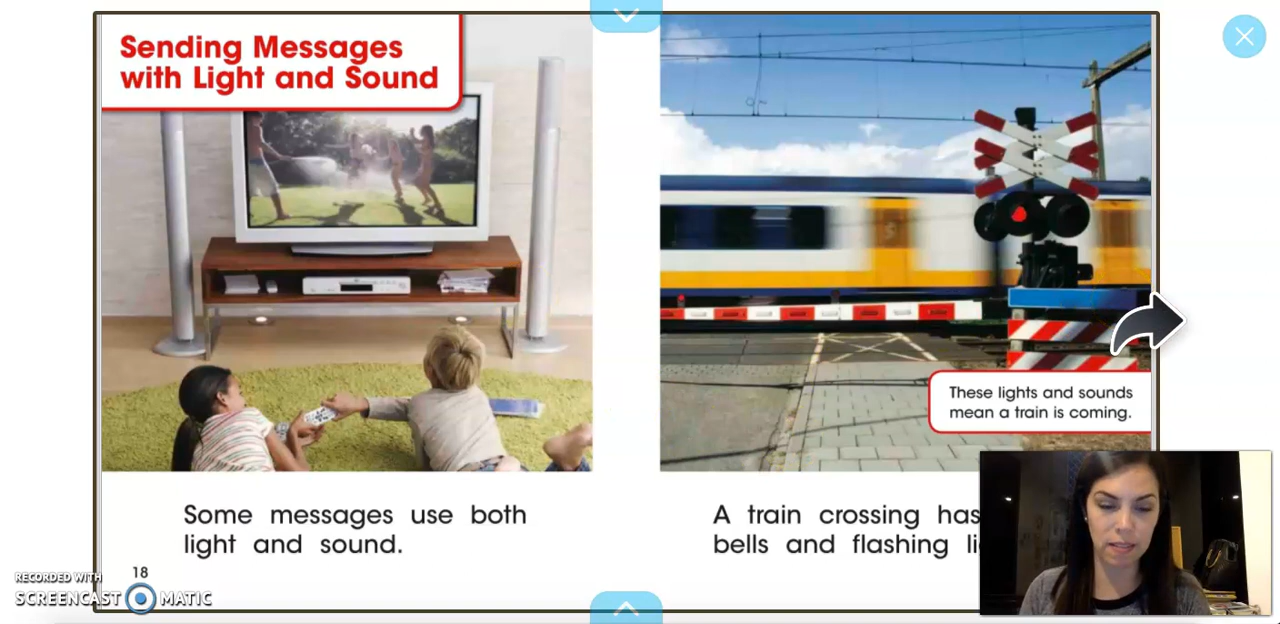 Sending Messages
with Light and Sound
These lights and sounds
mean a train is coming.
Some messages use both
light and sound.
A train crossing has
bells and flashing
18
RECORDED WITH
SCREENCAST MATIC